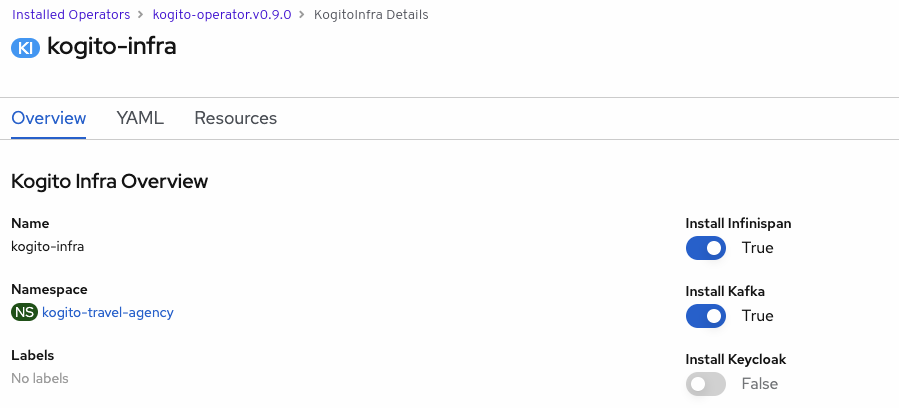 Installed Operators > kogito-operator.v0.9.0 > KogitoInfra Details
KI kogito-infra
Overview YAML Resources
Kogito Infra Overview
Name
kogito-infra
Namespace
NS kogito-travel-agency
Labels
No labels
Install Infinispan
True
Install Kafka
True
Install Keycloak
False